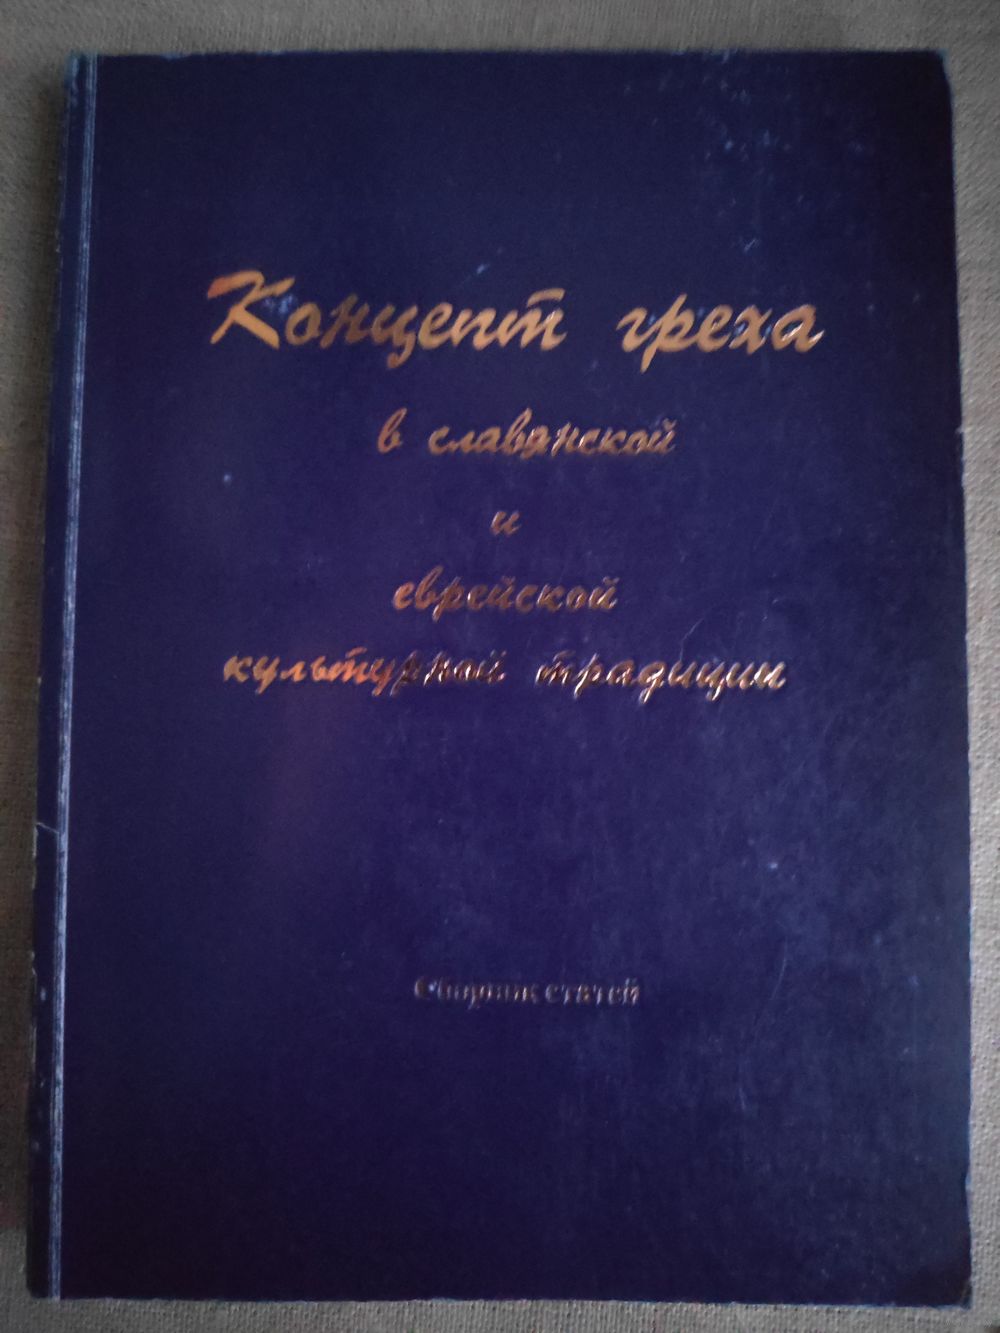 Концепт греха
в славянской
и
еврейской
культурной традиции
Сборник статей